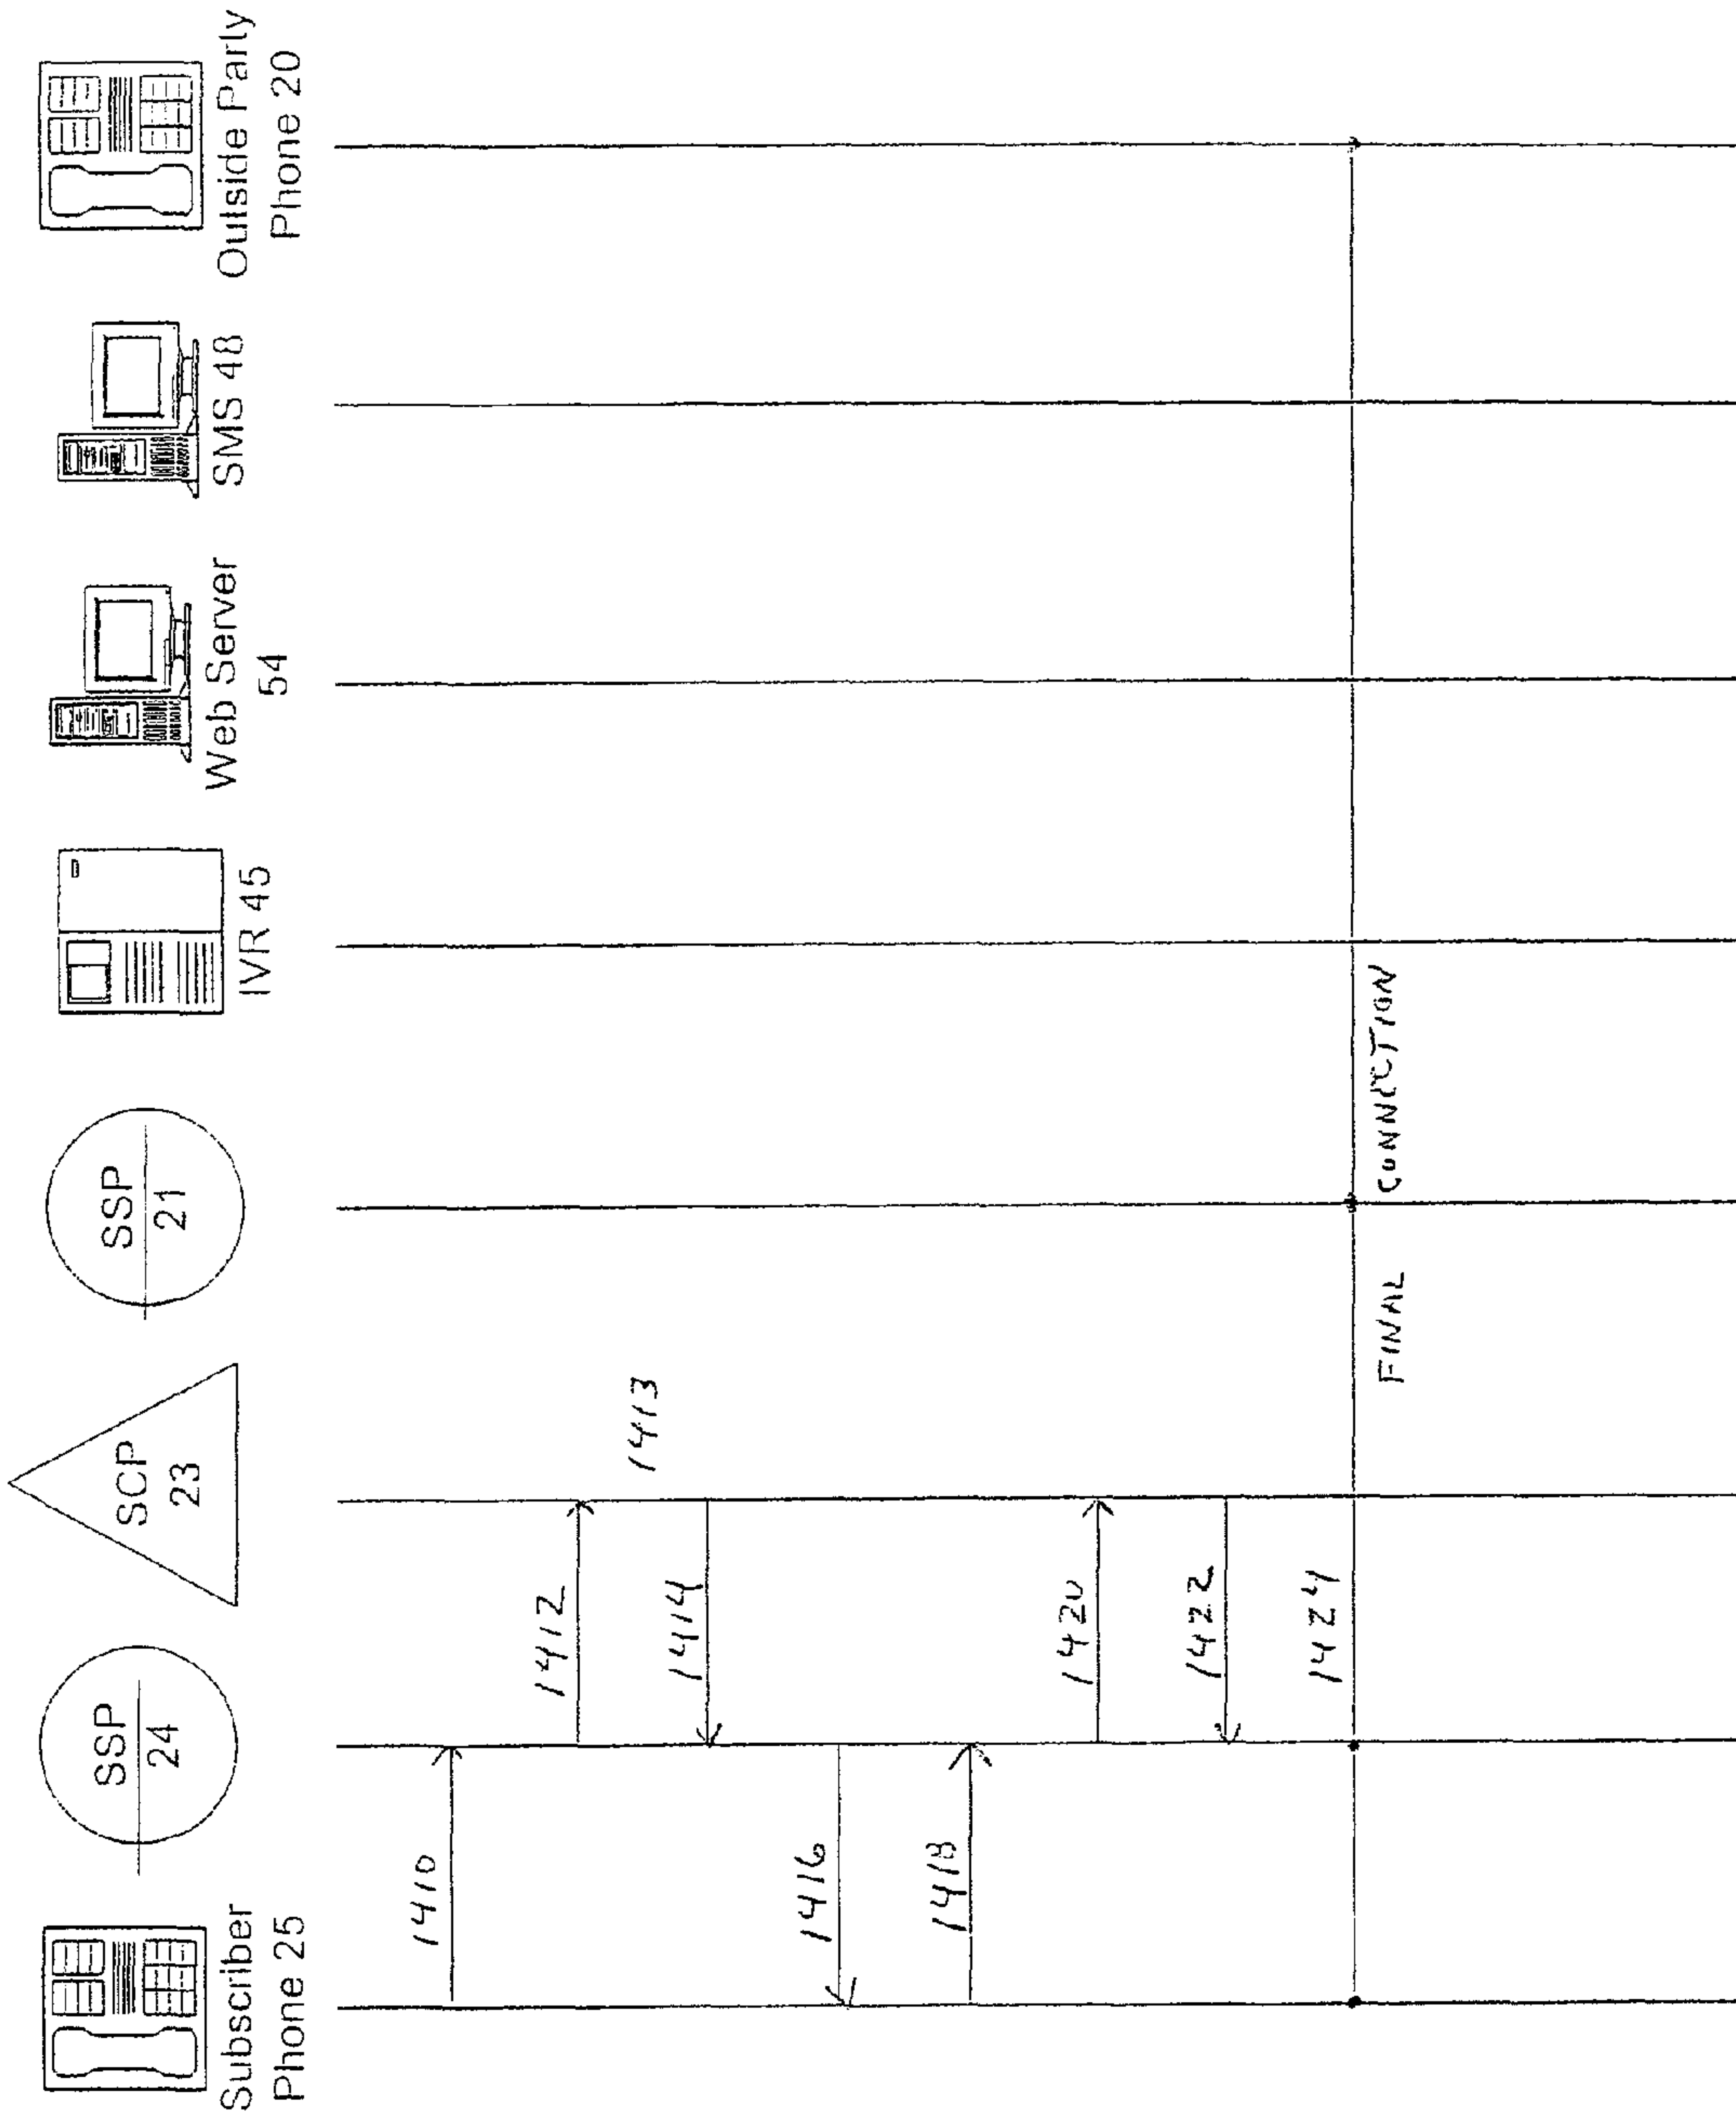 Subscriber
Phone 25
SSP
24
SCP
23
SSP
21
IVR 45
Web Server
54
SMS 48
Outside Party
Phone 20
1410
1412
1413
1414
1416
1418
1420
1422
1424
FINAL CONNECTION